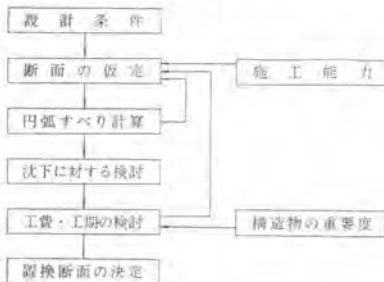 設計条件
断面の仮定
施工能力
円弧すべり計算
沈下に対する検討
工費・工期の検討
構造物の重要度
置換断面の決定